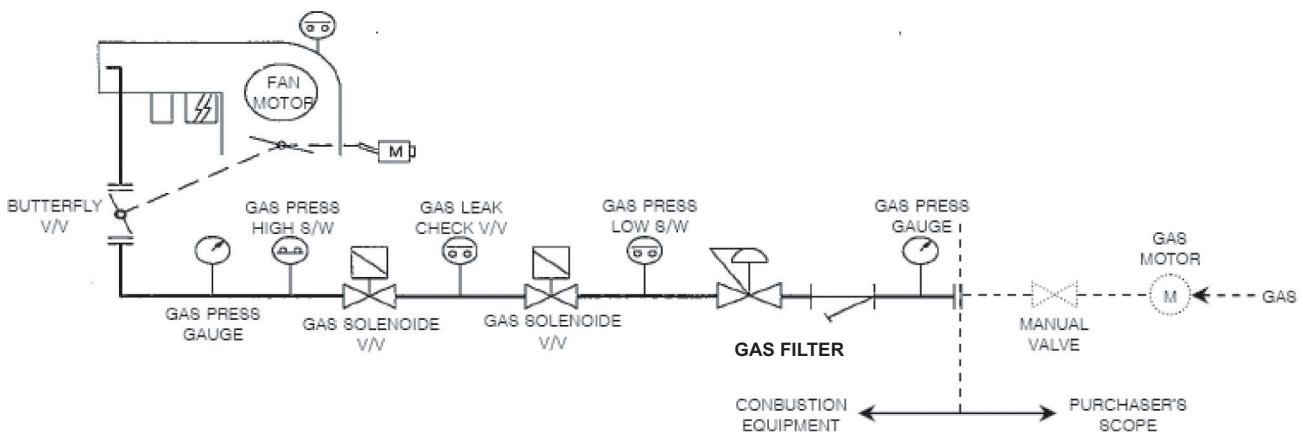 FAN
MOTOR
M
BUTTERFLY
V/V
GAS PRESS
HIGH S/W
GAS LEAK
CHECK V/V
GAS PRESS
LOW S/W
GAS PRESS
GAUGE
GAS
MOTOR
M
GAS
GAS PRESS
GAUGE
GAS SOLENOIDE
V/V
GAS SOLENOIDE
V/V
GAS FILTER
MANUAL
VALVE
CONBUSTION
EQUIPMENT
PURCHASER'S
SCOPE